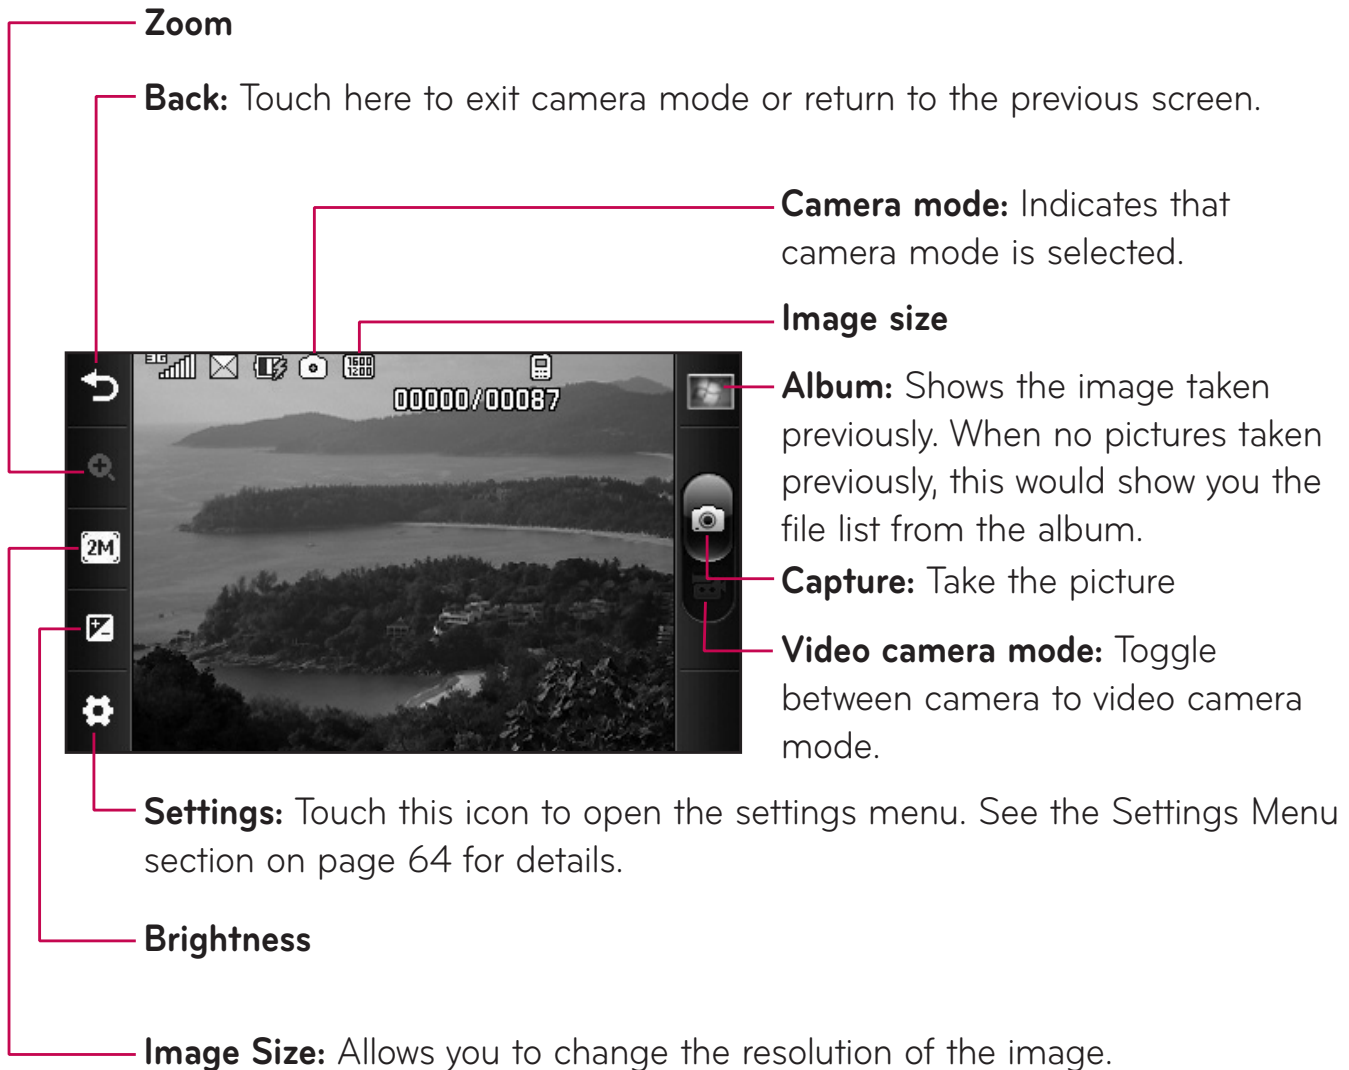 Zoom
Back: Touch here to exit camera mode or return to the previous screen.
Camera mode: Indicates that
camera mode is selected.
Image size
3G
1600
1200
00000/00087
Album: Shows the image taken
previously. When no pictures taken
previously, this would show you the
file list from the album.
2M
Capture: Take the picture
Video camera mode: Toggle
between camera to video camera
mode.
Settings: Touch this icon to open the settings menu. See the Settings Menu
section on page 64 for details.
Brightness
Image Size: Allows you to change the resolution of the image.